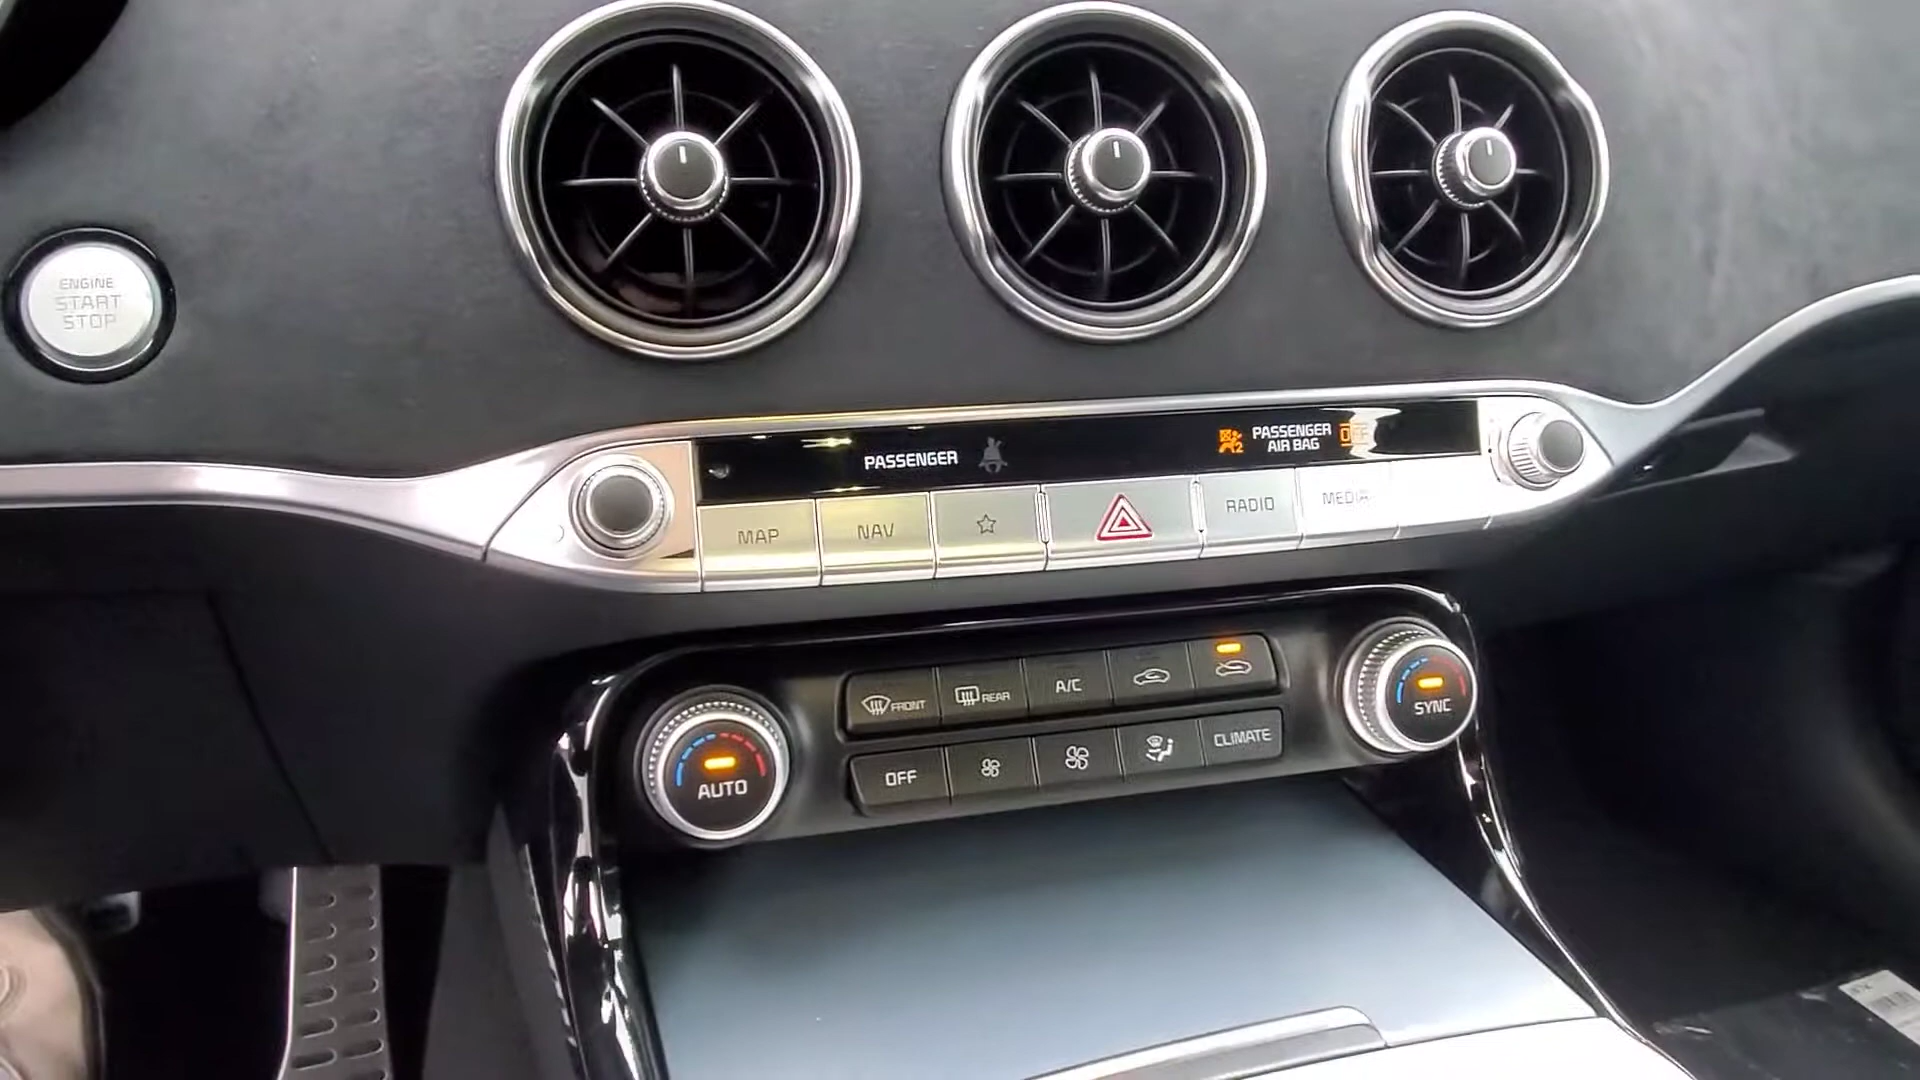 ENGINE
START
STOP
PASSENGER
PASSENGER
AIR BAG
OFF
MAP
NAV
RADIO
MEDIA
FRONT
REAR
A/C
SYNC
AUTO
OFF
CLIMATE